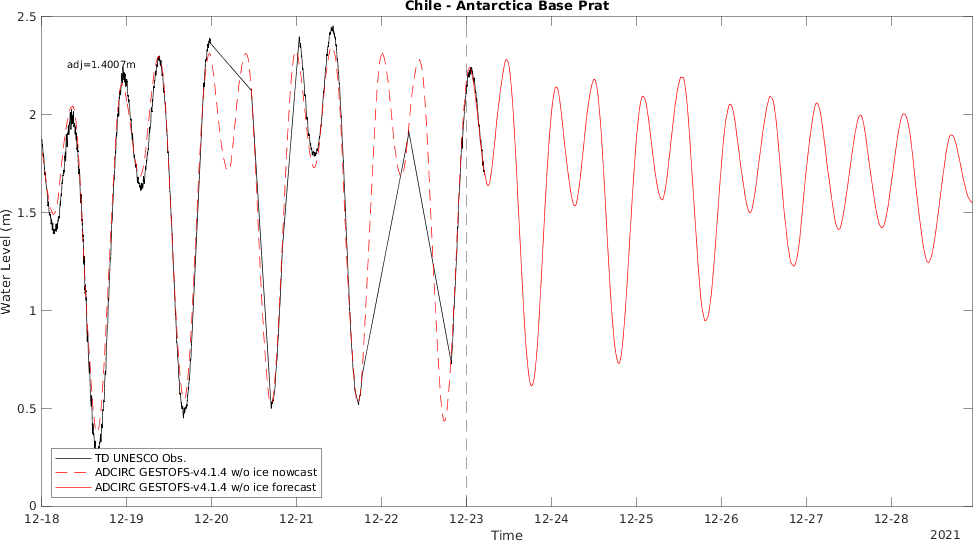 Chile - Antarctica Base Prat
2.5
adj=1.4007m
2
1.5
Water Level (m)
1
0.5
TD UNESCO Obs.
ADCIRC GESTOFS-v4.1.4 w/o ice nowcast
ADCIRC GESTOFS-v4.1.4 w/o ice forecast
0
12-18 12-19 12-20 12-21 12-22 12-23 12-24 12-25 12-26 12-27 12-28
Time
2021